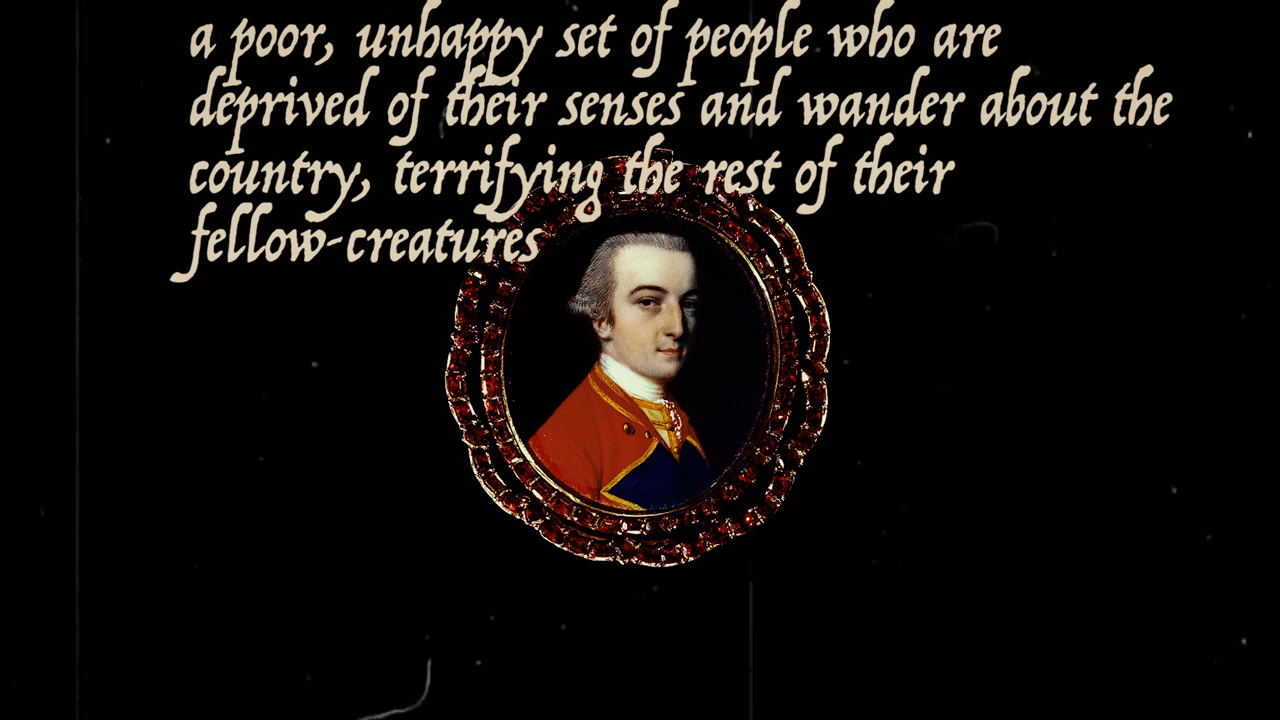 a poor, unhappy set of people who are
deprived of their senses and wander about the
country, terrifying the rest of their
fellow-creatures